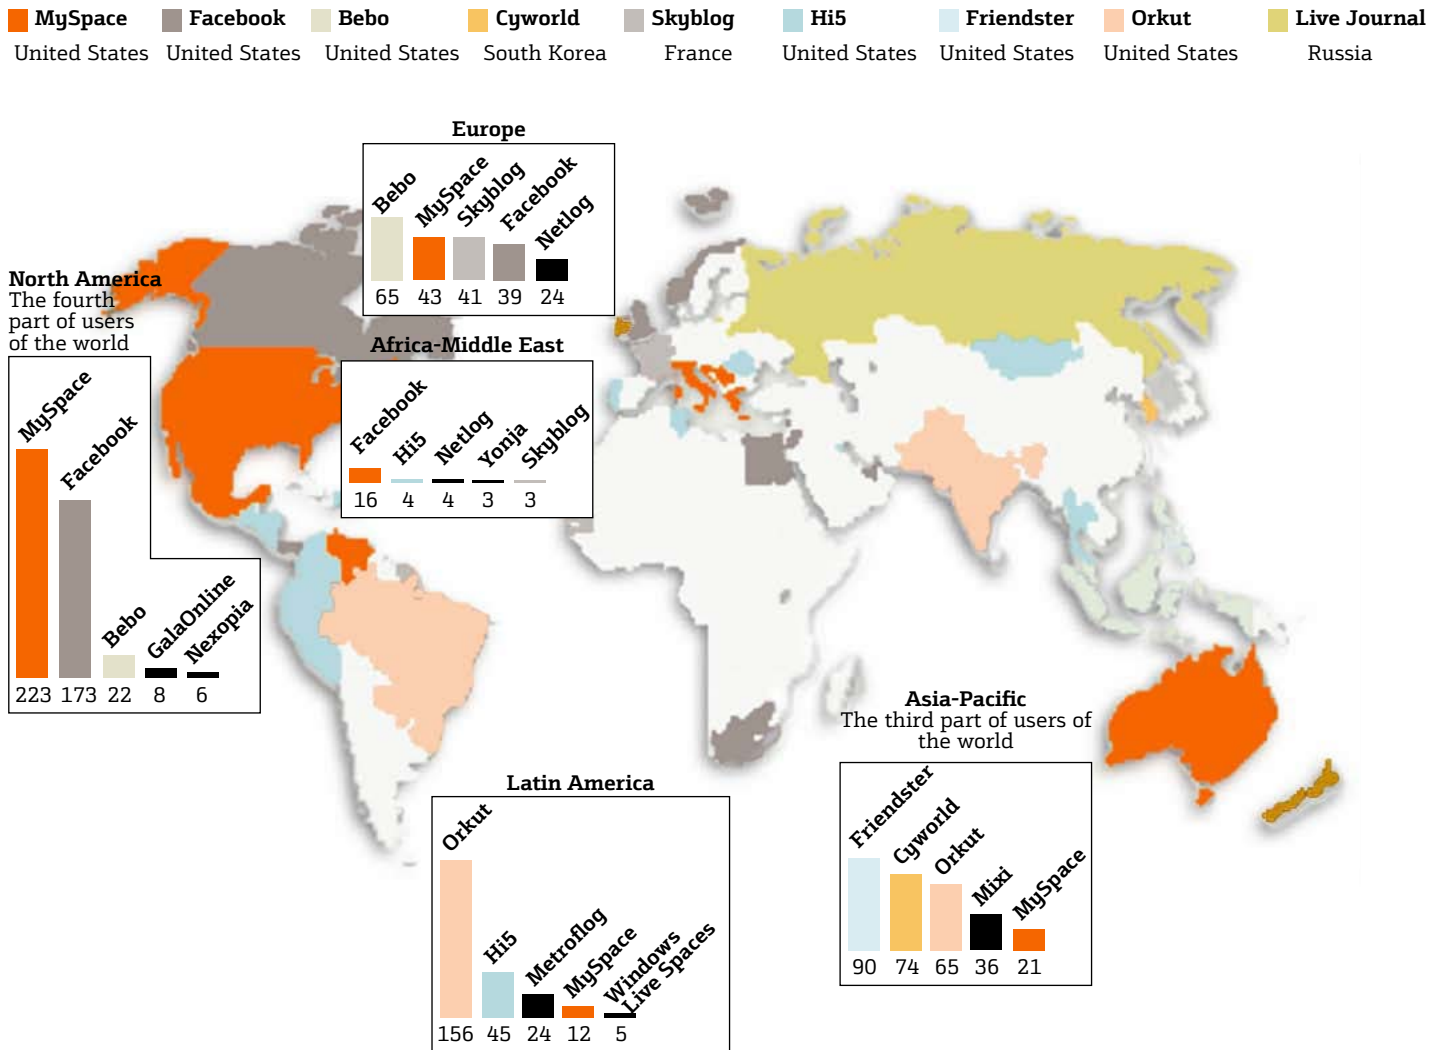 MySpace Facebook Bebo Cyworld Skyblog Hi5 Friendster Orkut Live Journal
United States United States United States South Korea France United States United States United States Russia
Europe
Bebo
MySpace
Skyblog
Facebook
Netlog
65 43 41 39 24
North America
The fourth
part of users
of the world
MySpace
Facebook
Bebo
GalaOnline
Nexopia
223 173 22 8 6
Africa-Middle East
Facebook
Hi5
Netlog
Yonja
Skyblog
16 4 4 3 3
Latin America
Orkut
Hi5
Metroflog
MySpace
Windows
Live Spaces
156 45 24 12 5
Asia-Pacific
The third part of users of
the world
Friendster
Cyworld
Orkut
Mixi
MySpace
90 74 65 36 21